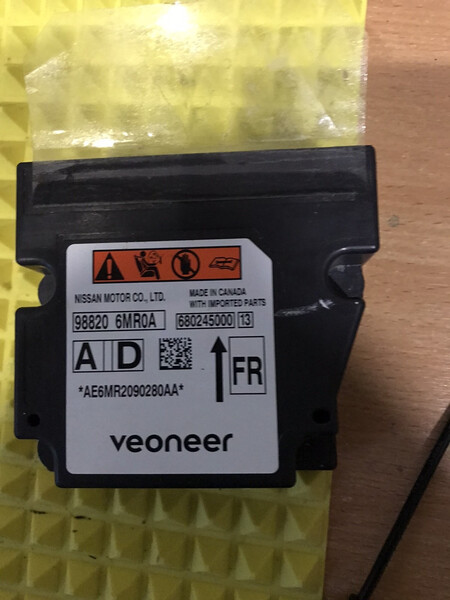 NISSAN MOTOR CO., LTD.
MADE IN CANADA
WITH IMPORTED PARTS
98820 6MR0A
680245000 13
A D
FR
*AE6MR2090280AA*
veoneer